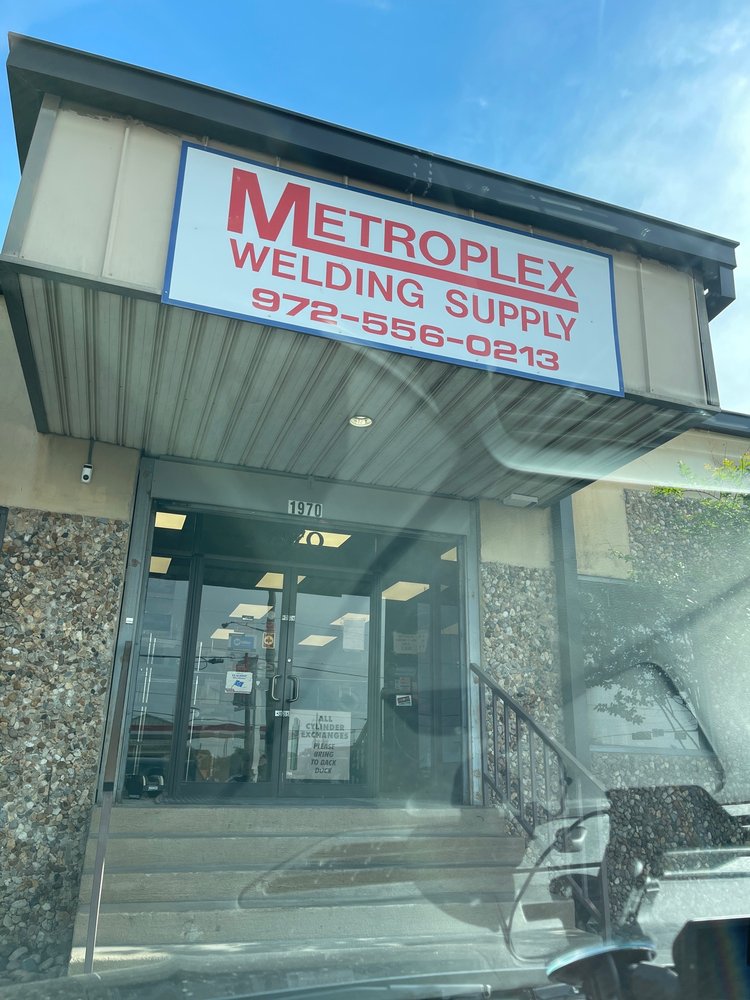 METROPLEX
WELDING SUPPLY
972-556-0213
1970
ALL
CYLINDER
EXCHANGES
PLEASE
BRING
TO BACK
DOCK